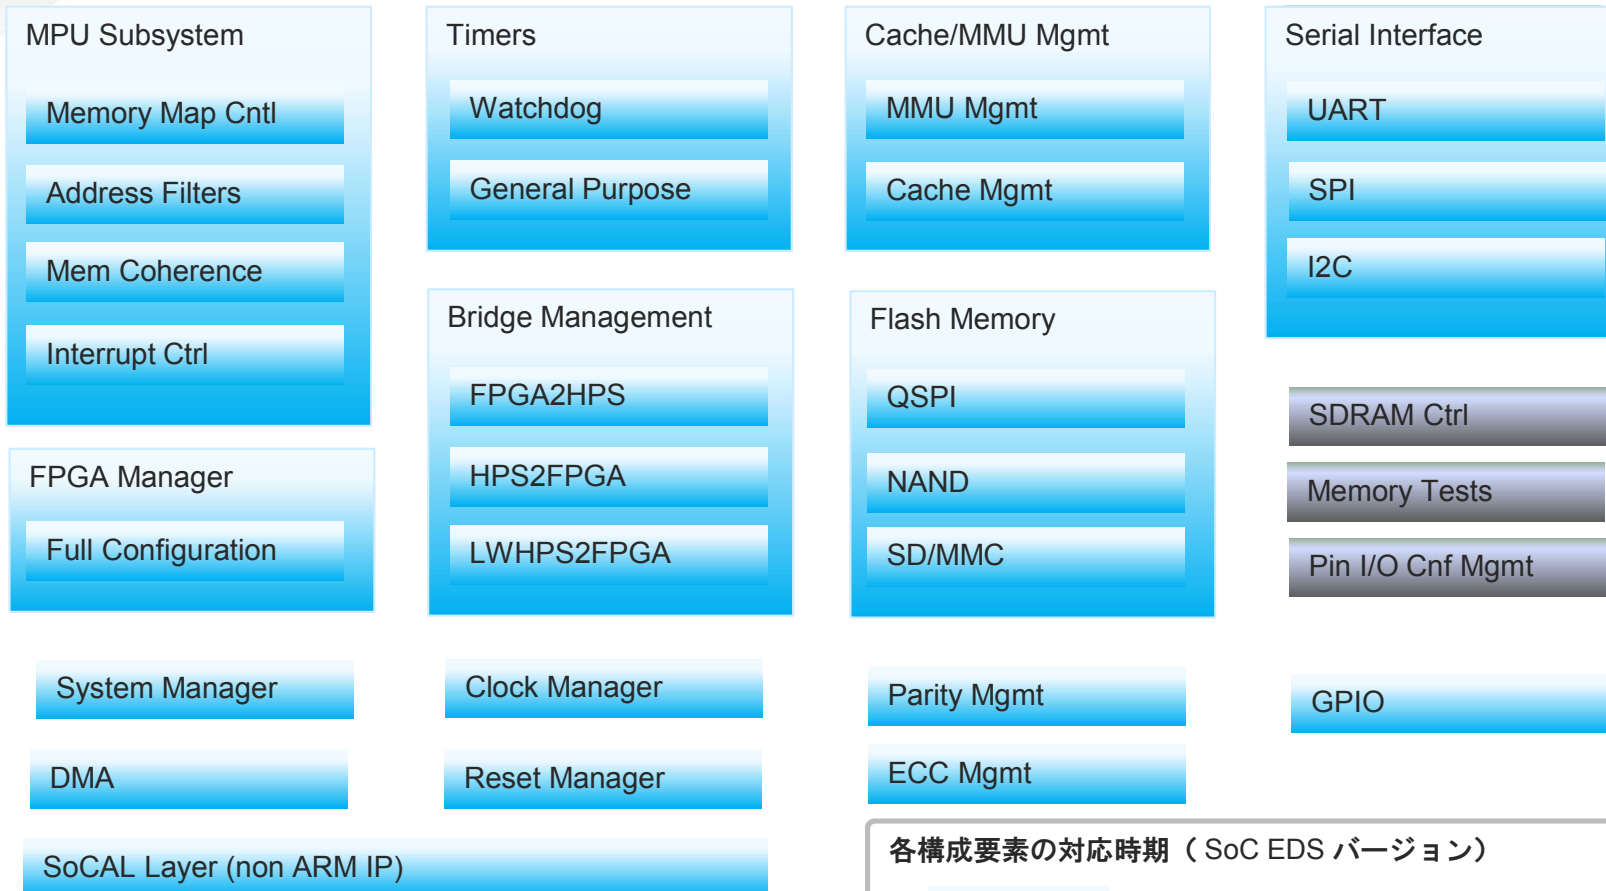 MPU Subsystem
Memory Map Cntl
Address Filters
Mem Coherence
Interrupt Ctrl
FPGA Manager
Full Configuration
System Manager
DMA
SoCAL Layer (non ARM IP)
Timers
Watchdog
General Purpose
Bridge Management
FPGA2HPS
HPS2FPGA
LWHPS2FPGA
Clock Manager
Reset Manager
Cache/MMU Mgmt
MMU Mgmt
Cache Mgmt
Flash Memory
QSPI
NAND
SD/MMC
Parity Mgmt
ECC Mgmt
Serial Interface
UART
SPI
I2C
SDRAM Ctrl
Memory Tests
Pin I/O Cnf Mgmt
GPIO
各構成要素の対応時期（ SoC EDS バージョン）